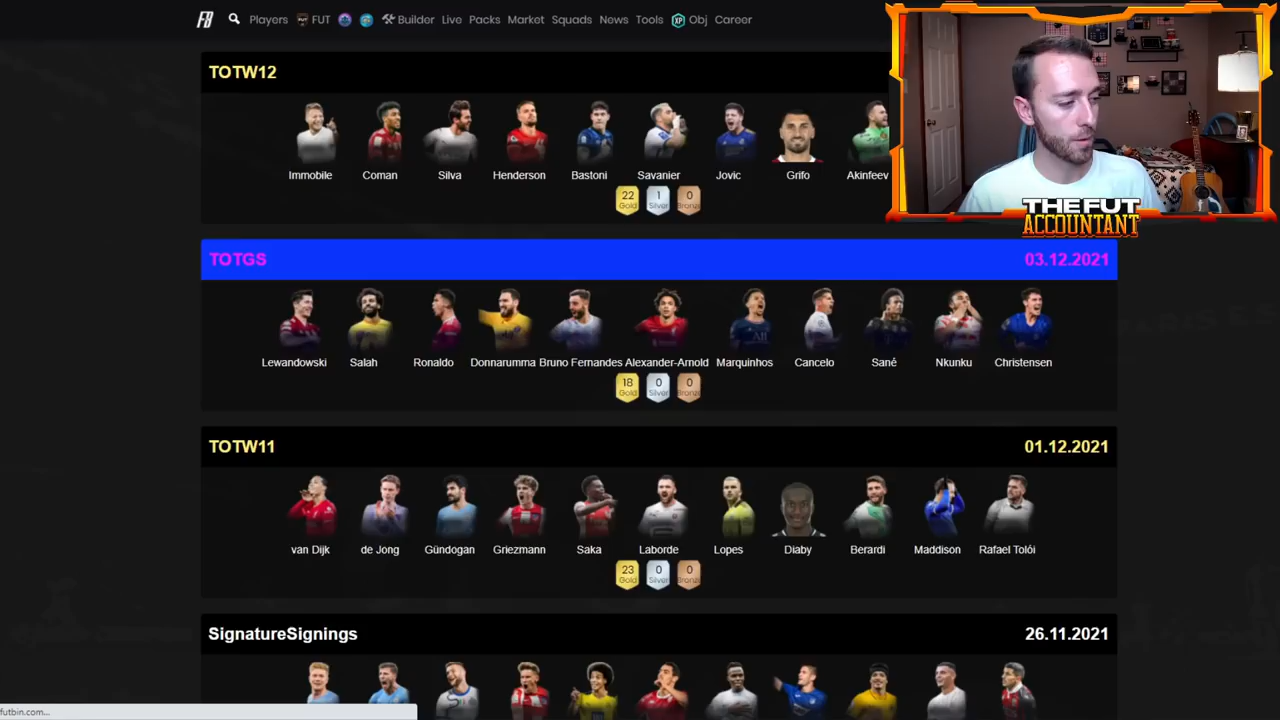 FB Players FUT Builder Live Packs Market Squads News Tools XP Obj Career
TOTW12
Immobile Coman Silva Henderson Bastoni Savanier Jovic Grifo Akinfeev
22 Gold 1 Silver 0 Bronze
THE FUT
ACCOUNTANT
TOTGS 03.12.2021
Lewandowski Salah Ronaldo Donnarumma Bruno Fernandes Alexander-Arnold Marquinhos Cancelo Sané Nkunku Christensen
18 Gold 0 Silver 0 Bronze
TOTW11 01.12.2021
van Dijk de Jong Gündogan Griezmann Saka Laborde Lopes Diaby Berardi Maddison Rafael Tolói
23 Gold 0 Silver 0 Bronze
SignatureSignings 26.11.2021
futbin.com...